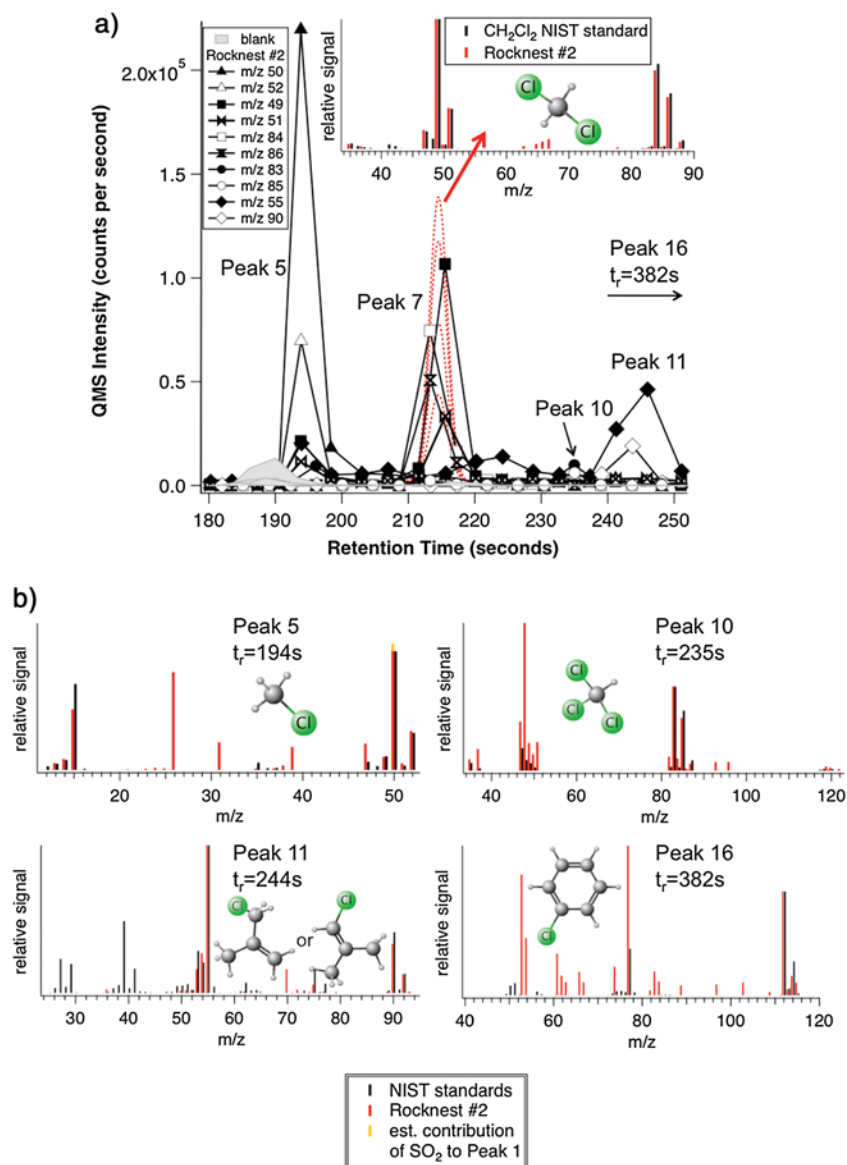 a)
blank
Rocknest #2
m/z 50
m/z 52
m/z 49
m/z 51
m/z 84
m/z 86
m/z 83
m/z 85
m/z 55
m/z 90
CH₂Cl₂ NIST standard
Rocknest #2
Cl
Cl
relative signal
40 50 60 70 80 90
m/z
QMS Intensity (counts per second)
2.0x10⁵
1.5
1.0
0.5
0.0
Peak 5
Peak 7
Peak 16
tᵣ=382s
Peak 11
Peak 10
180 190 200 210 220 230 240 250
Retention Time (seconds)
b)
relative signal
Peak 5
tᵣ=194s
Cl
20 30 40 50
m/z
relative signal
Peak 10
tᵣ=235s
Cl
Cl
Cl
40 60 80 100 120
m/z
relative signal
Peak 11
tᵣ=244s
Cl
or
Cl
30 40 50 60 70 80 90
m/z
relative signal
Peak 16
tᵣ=382s
Cl
40 60 80 100 120
m/z
NIST standards
Rocknest #2
est. contribution
of SO₂ to Peak 1